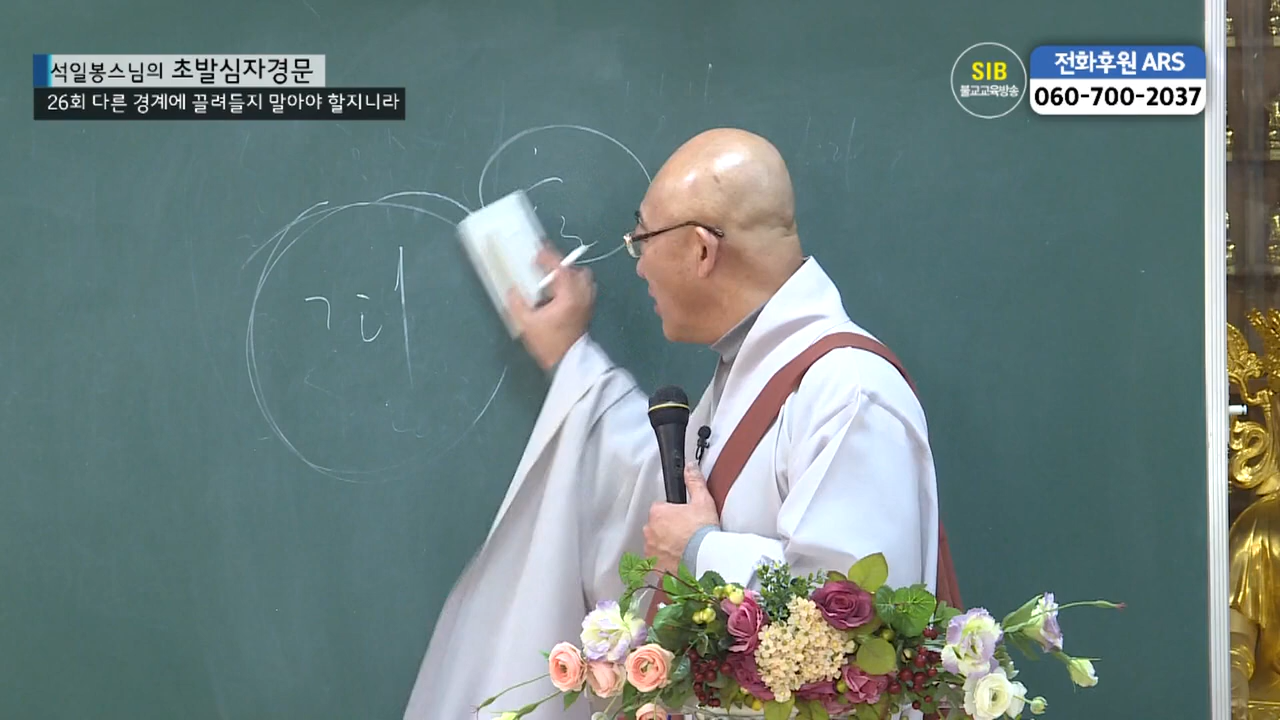 석일봉스님의 초발심자경문
26회 다른 경계에 끌려들지 말아야 할지니라
SIB
불교교육방송
전화후원 ARS
060-700-2037